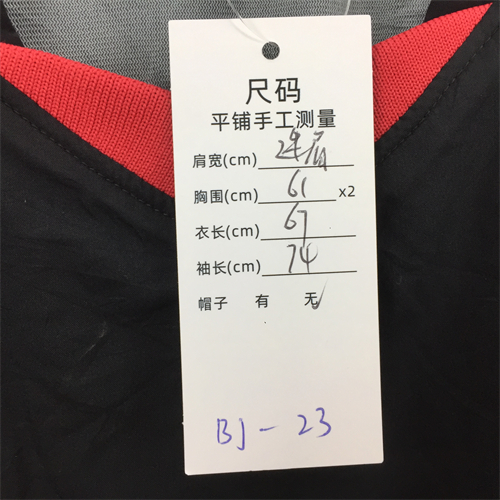 尺码
平铺手工测量
肩宽(cm) 连肩
胸围(cm) 61 x2
衣长(cm) 67
袖长(cm) 74
帽子 有 无✓
BJ-23